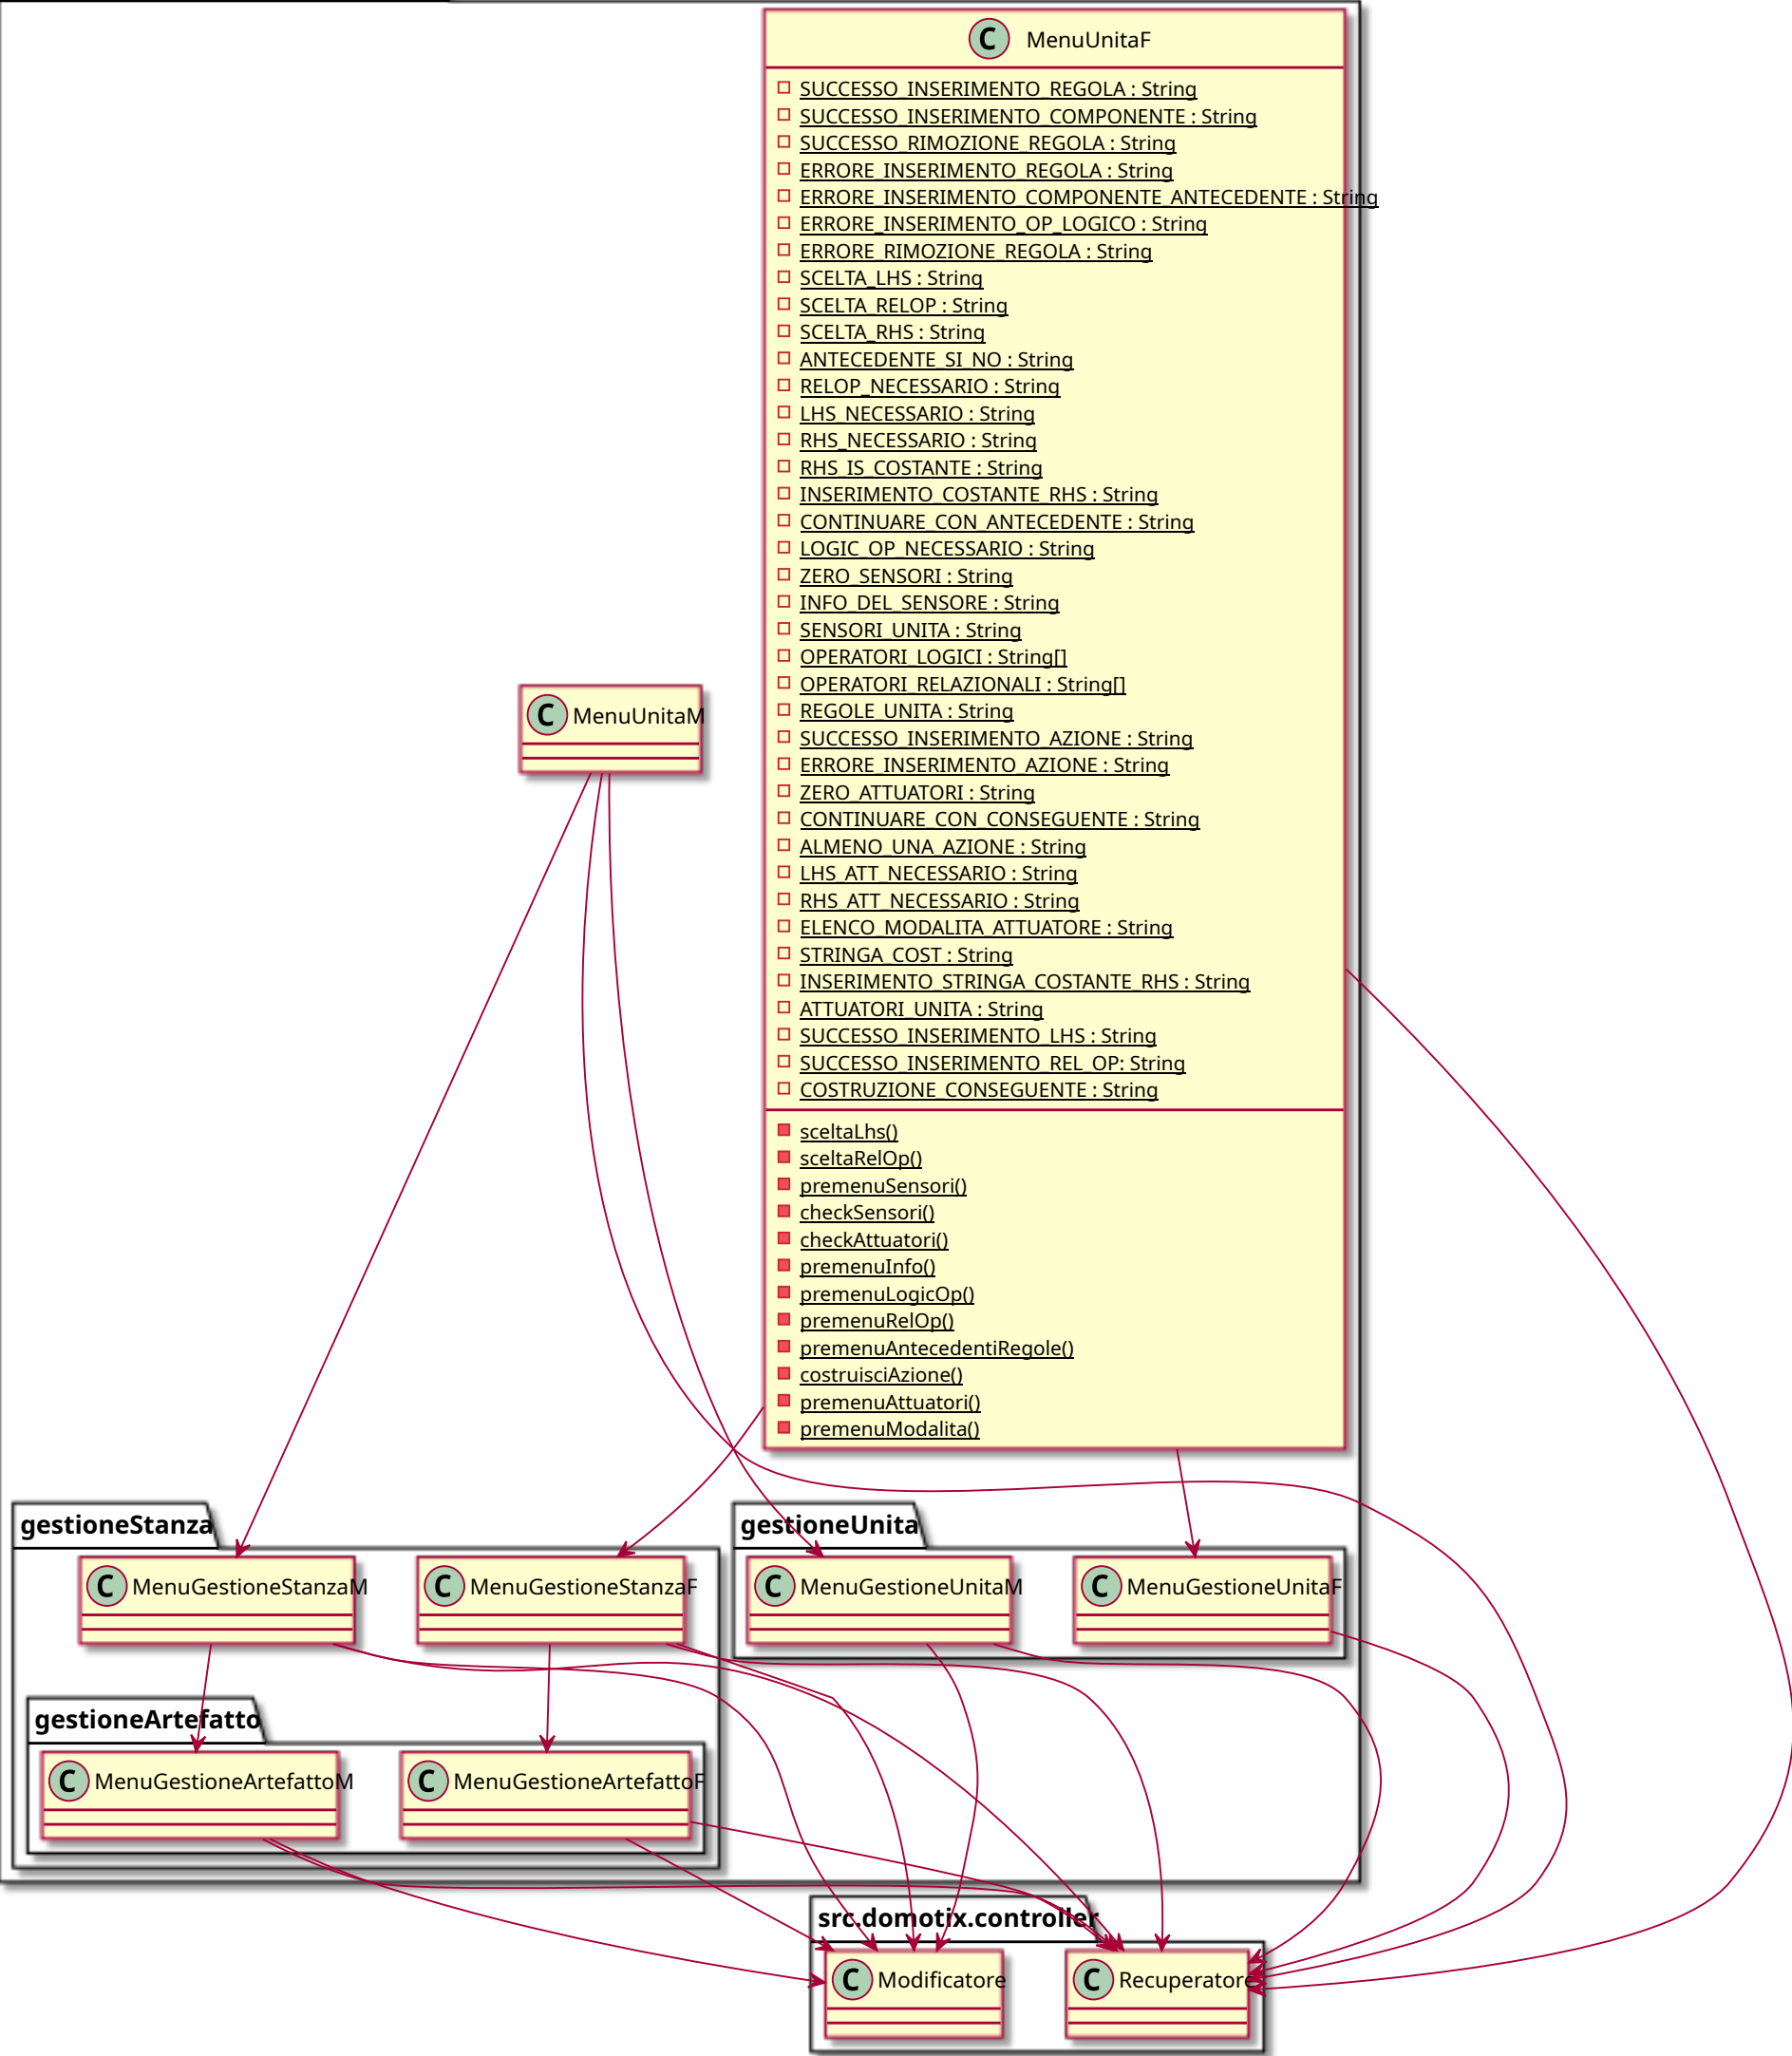 C MenuUnitaF
SUCCESSO_INSERIMENTO_REGOLA : String
SUCCESSO_INSERIMENTO_COMPONENTE : String
SUCCESSO_RIMOZIONE_REGOLA : String
ERRORE_INSERIMENTO_REGOLA : String
ERRORE_INSERIMENTO_COMPONENTE_ANTECEDENTE : String
ERRORE_INSERIMENTO_OP_LOGICO : String
ERRORE_RIMOZIONE_REGOLA : String
SCELTA_LHS : String
SCELTA_RELOP : String
SCELTA_RHS : String
ANTECEDENTE_SI_NO : String
RELOP_NECESSARIO : String
LHS_NECESSARIO : String
RHS_NECESSARIO : String
RHS_IS_COSTANTE : String
INSERIMENTO_COSTANTE_RHS : String
CONTINUARE_CON_ANTECEDENTE : String
LOGIC_OP_NECESSARIO : String
ZERO_SENSORI : String
INFO_DEL_SENSORE : String
SENSORI_UNITA : String
OPERATORI_LOGICI : String[]
OPERATORI_RELAZIONALI : String[]
REGOLE_UNITA : String
SUCCESSO_INSERIMENTO_AZIONE : String
ERRORE_INSERIMENTO_AZIONE : String
ZERO_ATTUATORI : String
CONTINUARE_CON_CONSEGUENTE : String
ALMENO_UNA_AZIONE : String
LHS_ATT_NECESSARIO : String
RHS_ATT_NECESSARIO : String
ELENCO_MODALITA_ATTUATORE : String
STRINGA_COST : String
INSERIMENTO_STRINGA_COSTANTE_RHS : String
ATTUATORI_UNITA : String
SUCCESSO_INSERIMENTO_LHS : String
SUCCESSO_INSERIMENTO_REL_OP: String
COSTRUZIONE_CONSEGUENTE : String
sceltaLhs()
sceltaRelOp()
premenuSensori()
checkSensori()
checkAttuatori()
premenuInfo()
premenuLogicOp()
premenuRelOp()
premenuAntecedentiRegole()
costruisciAzione()
premenuAttuatori()
premenuModalita()
C MenuUnitaM
gestioneStanza
gestioneUnita
C MenuGestioneStanzaM
C MenuGestioneStanzaF
C MenuGestioneUnitaM
C MenuGestioneUnitaF
gestioneArtefatto
C MenuGestioneArtefattoM
C MenuGestioneArtefattoF
src.domotix.controller
C Modificatore
C Recuperatore